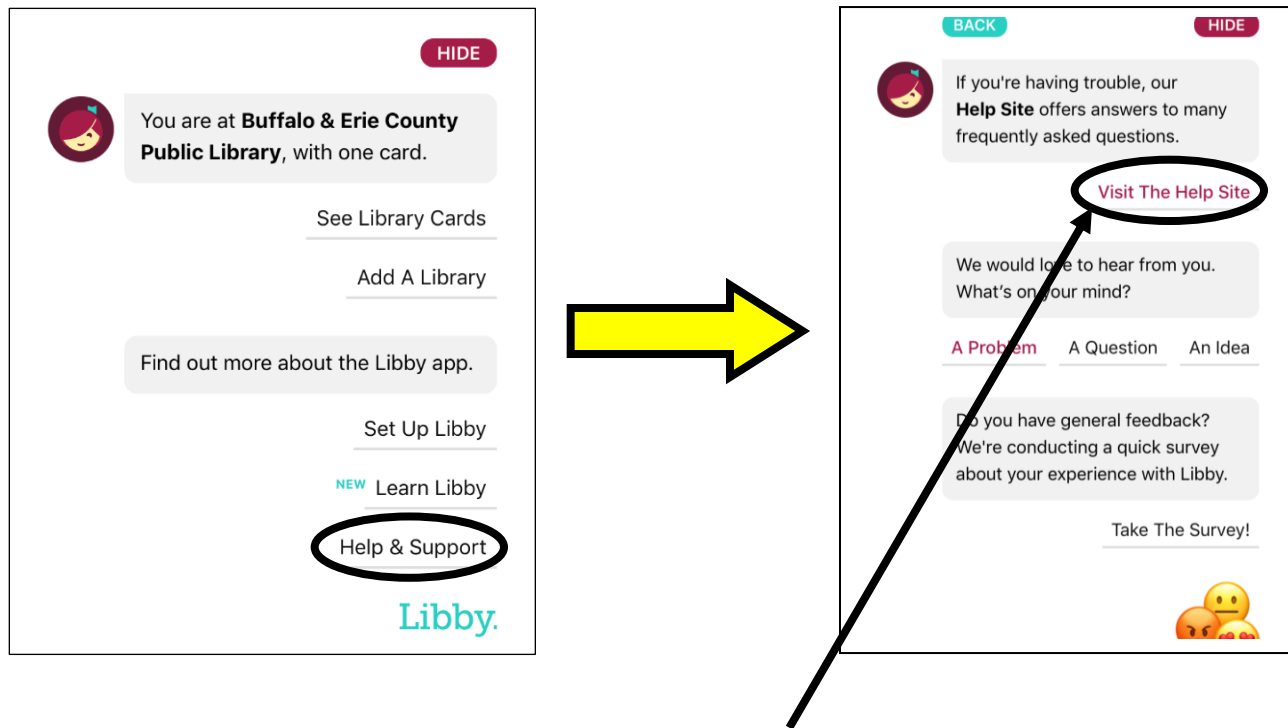 HIDE
You are at Buffalo & Erie County
Public Library, with one card.
See Library Cards
Add A Library
Find out more about the Libby app.
Set Up Libby
NEW Learn Libby
Help & Support
Libby.
BACK
HIDE
If you're having trouble, our
Help Site offers answers to many
frequently asked questions.
Visit The Help Site
We would love to hear from you.
What's on your mind?
A Problem A Question An Idea
Do you have general feedback?
We're conducting a quick survey
about your experience with Libby.
Take The Survey!